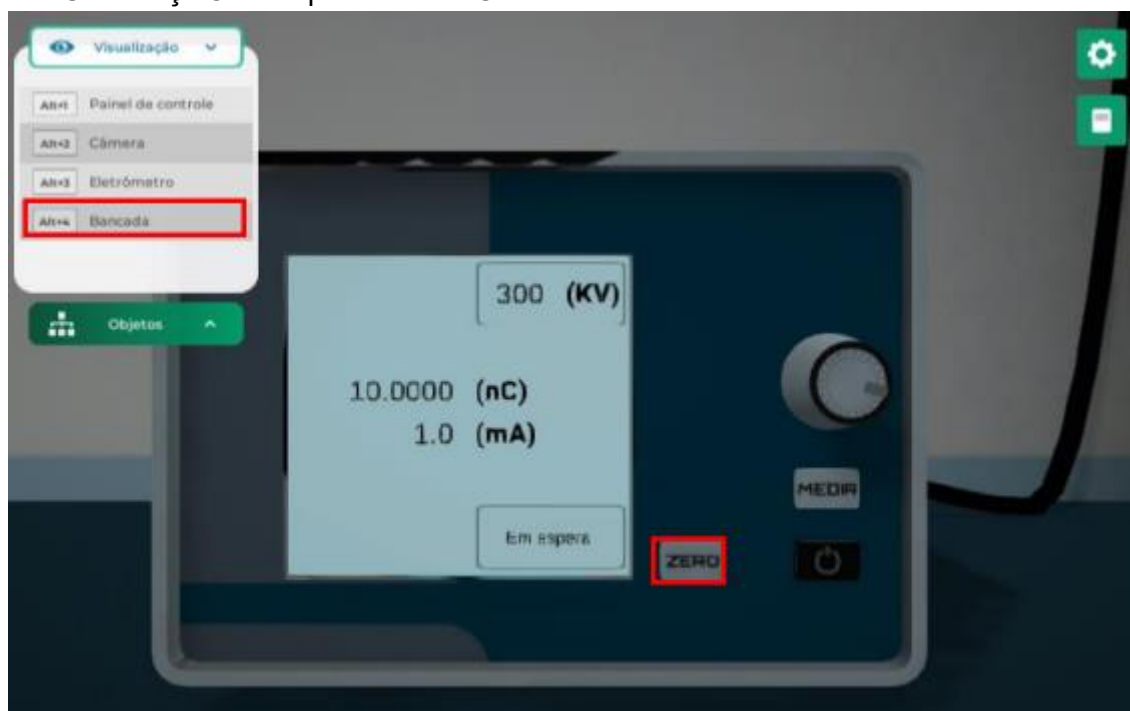 Visualização
Alt+1 Painel de controle
Alt+2 Câmera
Alt+3 Eletrômetro
Alt+4 Bancada
Objetos
300 (KV)
10.0000 (nC)
1.0 (mA)
Em espera
MEDIR
ZERO